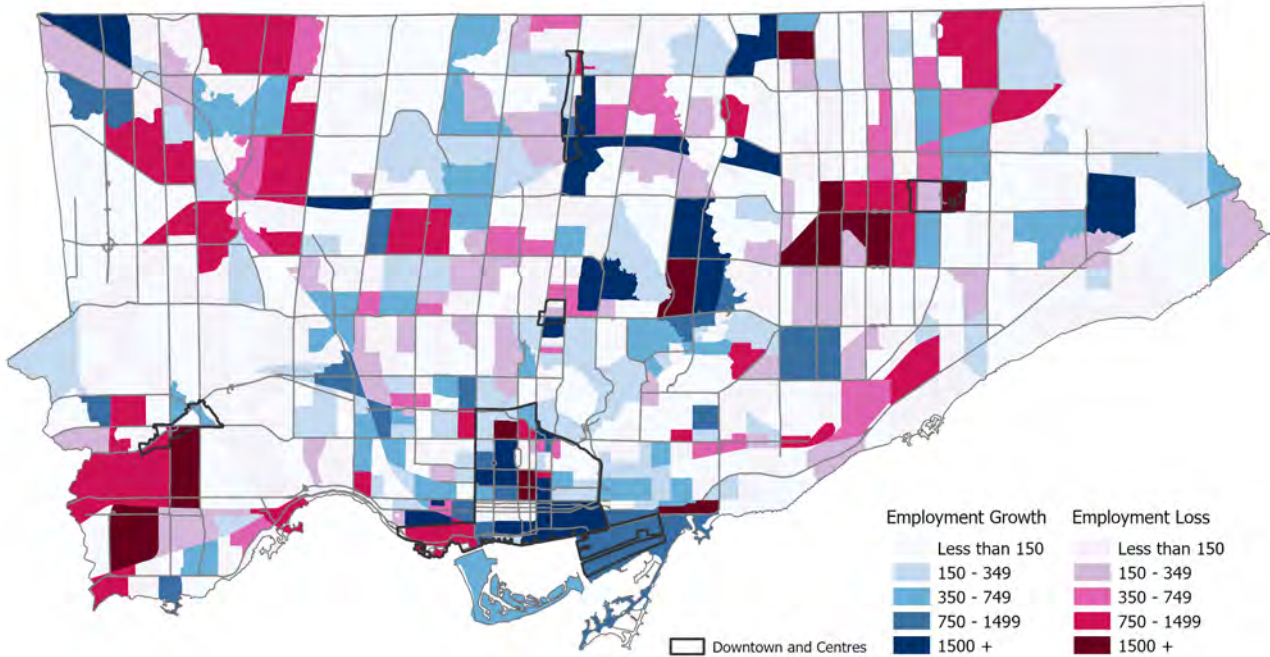 Employment Growth
Less than 150
150 - 349
350 - 749
750 - 1499
1500 +
Employment Loss
Less than 150
150 - 349
350 - 749
750 - 1499
1500 +
Downtown and Centres